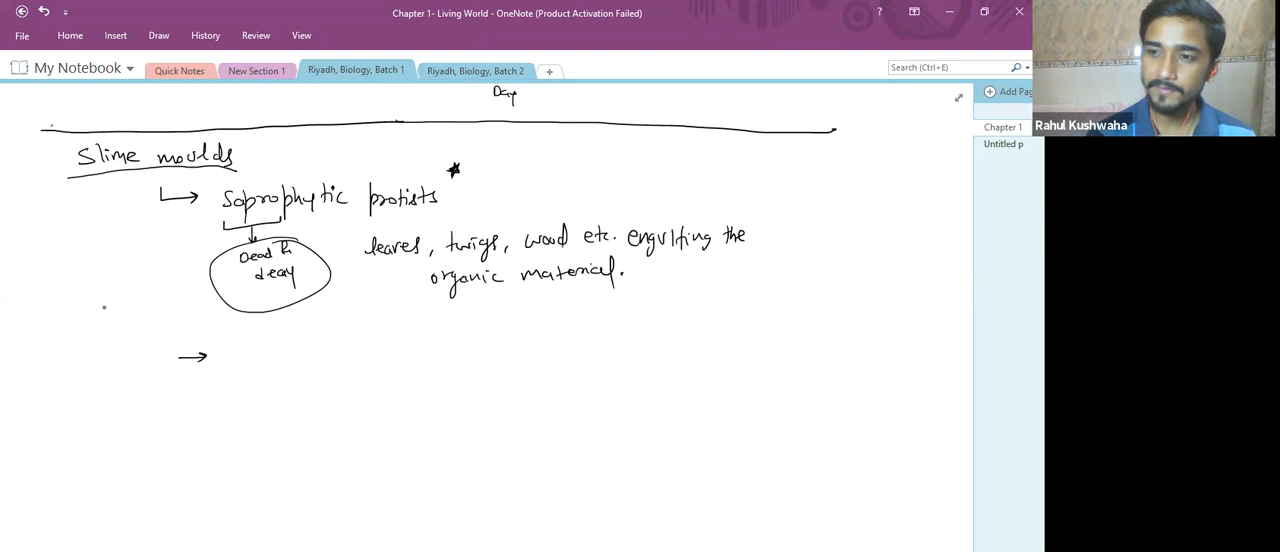 Chapter 1- Living World - OneNote (Product Activation Failed)
?
File Home Insert Draw History Review View
My Notebook
Quick Notes
New Section 1
Riyadh, Biology, Batch 1
Riyadh, Biology, Batch 2
Search (Ctrl+E)
Add Pag
Chapter 1
Untitled p
Rahul Kushwaha
Day
Slime moulds
Saprophytic protists
Dead &
decay
leaves, twigs, wood etc. engulfing the
organic material.